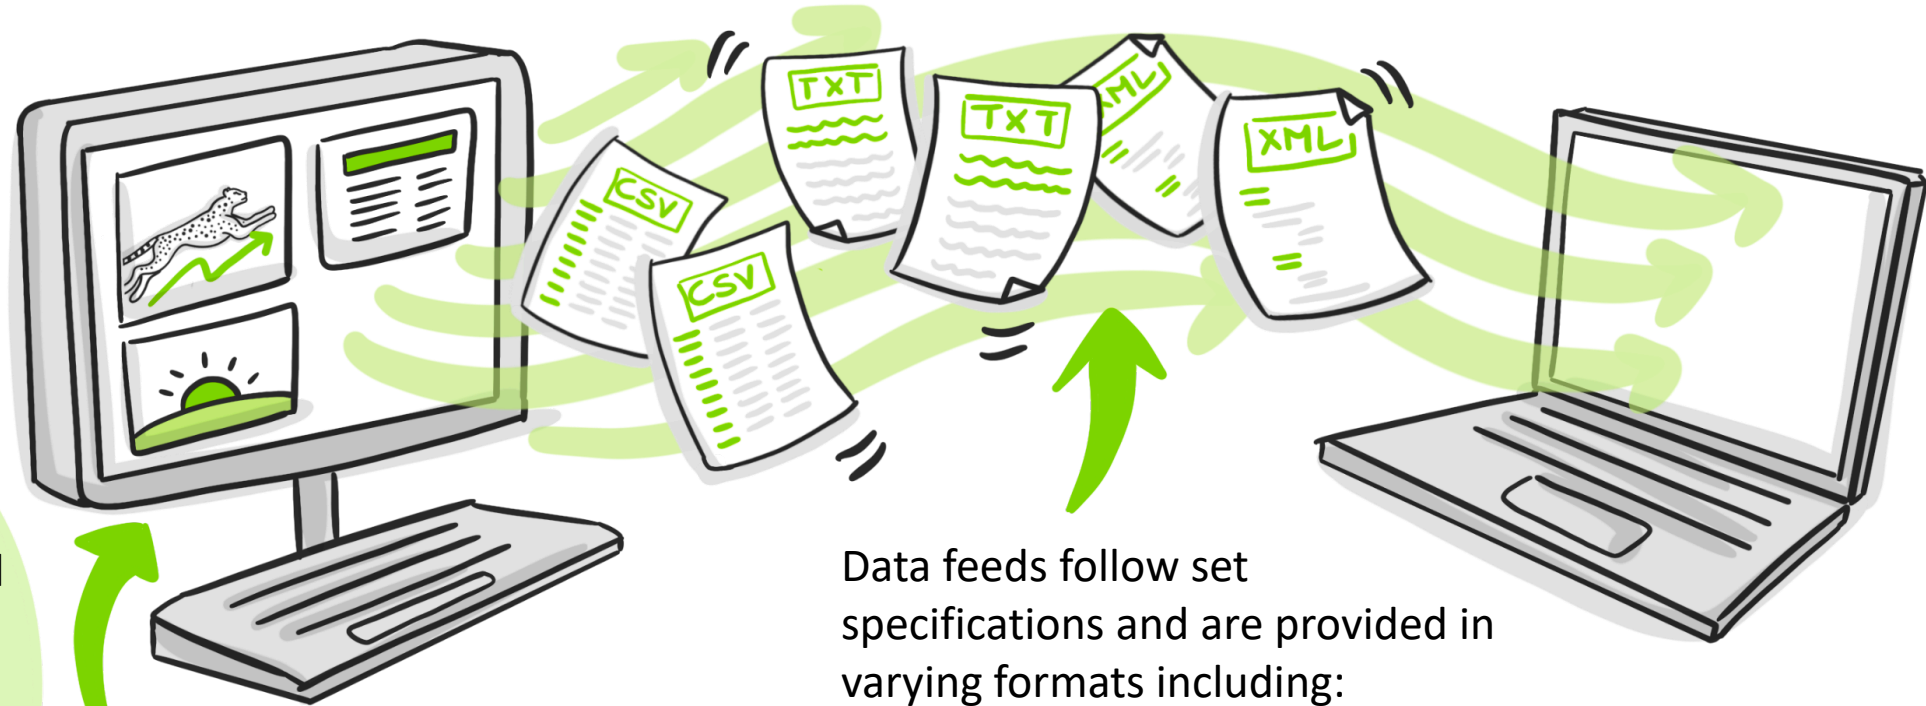 TXT
TXT
XML
XML
CSV
CSV
Data feeds follow set
specifications and are provided in
varying formats including: